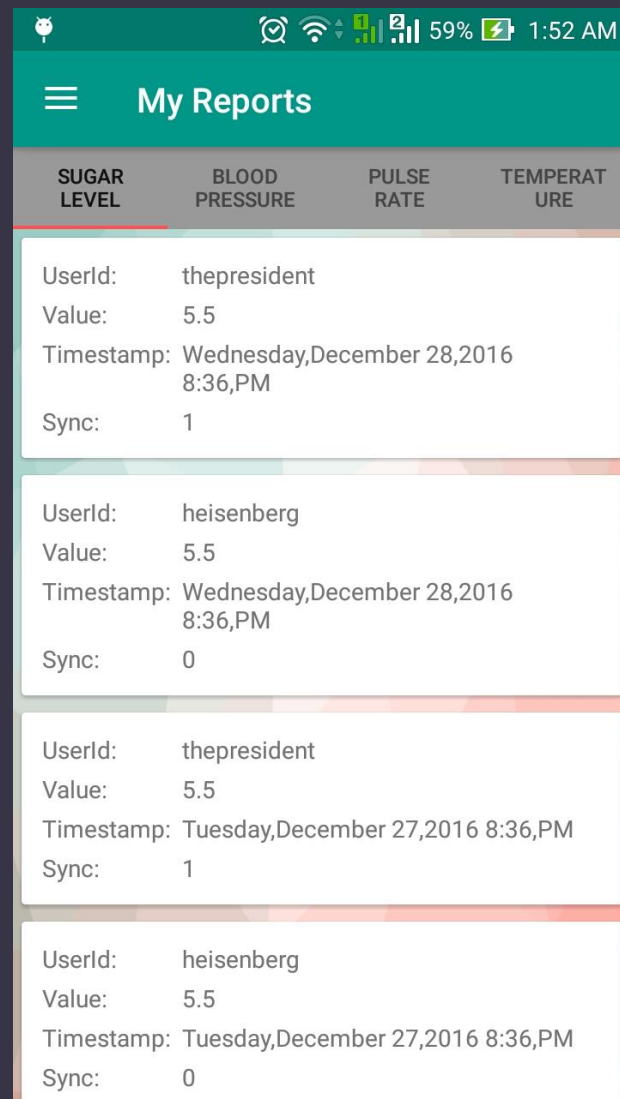 1 2 59% 1:52 AM
My Reports
SUGAR LEVEL BLOOD PRESSURE PULSE RATE TEMPERAT URE
UserId: thepresident
Value: 5.5
Timestamp: Wednesday,December 28,2016
8:36,PM
Sync: 1
UserId: heisenberg
Value: 5.5
Timestamp: Wednesday,December 28,2016
8:36,PM
Sync: 0
UserId: thepresident
Value: 5.5
Timestamp: Tuesday,December 27,2016 8:36,PM
Sync: 1
UserId: heisenberg
Value: 5.5
Timestamp: Tuesday,December 27,2016 8:36,PM
Sync: 0